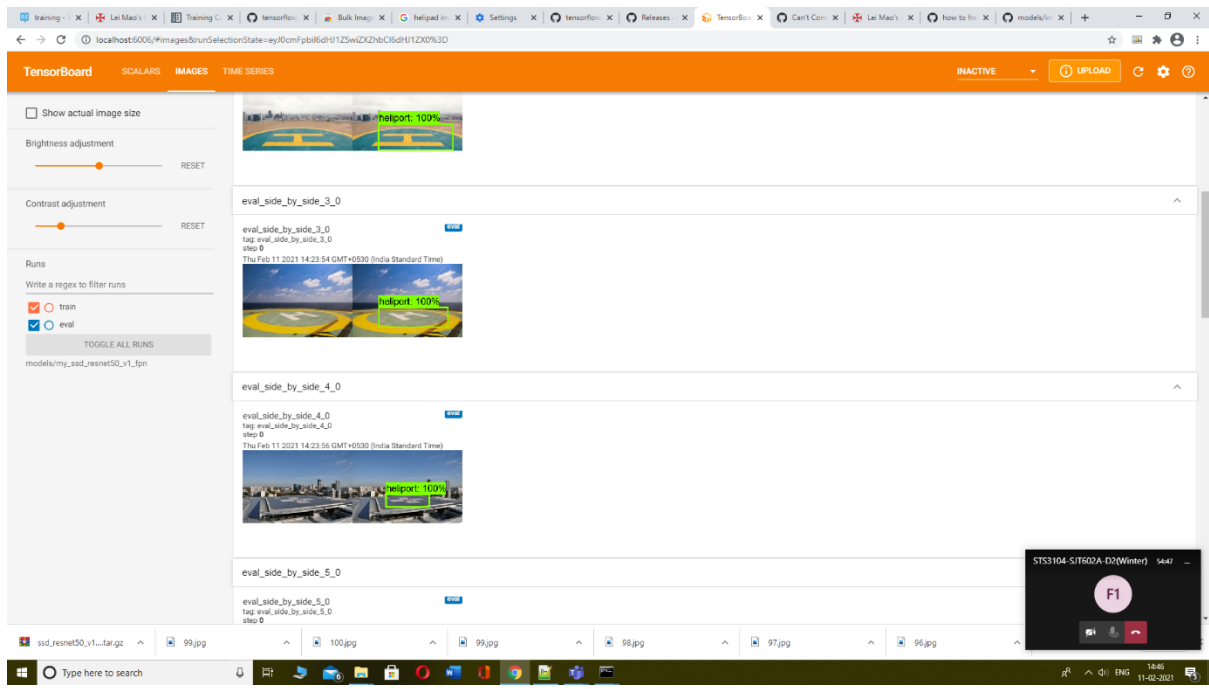 training - 
Lei Mao's 
Training C
tensorflow
Bulk Image
helipad im
Settings
tensorflow
Releases
TensorBoa
Can't Con
Lei Mao's
how to fre
models/
localhost:6006/#images&runSelectionState=eyJ0cmFpbiI6dHJ1ZSwiZXZhbCI6dHJ1ZX0%3D
TensorBoard
SCALARS
IMAGES
TIME SERIES
INACTIVE
UPLOAD
Show actual image size
Brightness adjustment
RESET
Contrast adjustment
RESET
Runs
Write a regex to filter runs
train
eval
TOGGLE ALL RUNS
models/my_ssd_resnet50_v1_fpn
heliport: 100%
eval_side_by_side_3_0
eval_side_by_side_3_0
eval
tag: eval_side_by_side_3_0
step 0
Thu Feb 11 2021 14:23:54 GMT+0530 (India Standard Time)
heliport: 100%
eval_side_by_side_4_0
eval_side_by_side_4_0
eval
tag: eval_side_by_side_4_0
step 0
Thu Feb 11 2021 14:23:56 GMT+0530 (India Standard Time)
heliport: 100%
eval_side_by_side_5_0
eval_side_by_side_5_0
eval
tag: eval_side_by_side_5_0
step 0
STS3104-SJT602A-D2(Winter) 54:47
F1
ssd_resnet50_v1....tar.gz
99.jpg
100.jpg
99.jpg
98.jpg
97.jpg
96.jpg
Type here to search
ENG
14:46
11-02-2021